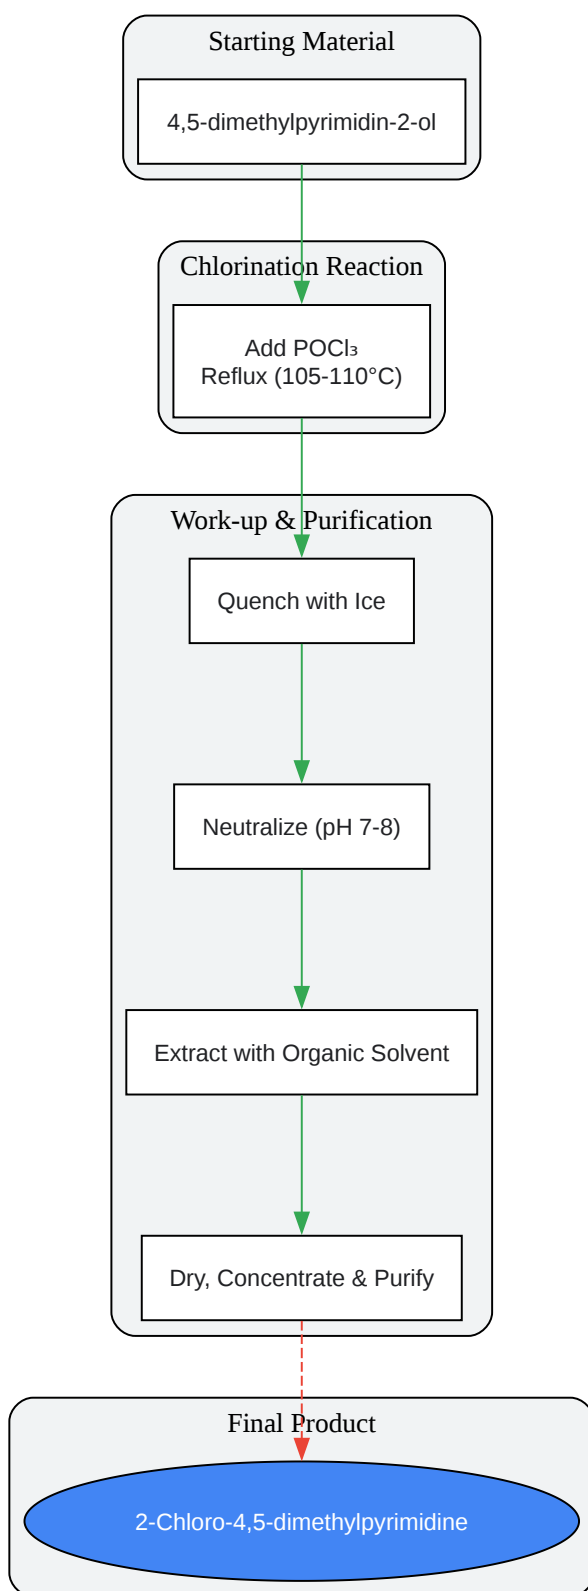 Starting Material
4,5-dimethylpyrimidin-2-ol
Chlorination Reaction
Add POCl₃
Reflux (105-110°C)
Work-up & Purification
Quench with Ice
Neutralize (pH 7-8)
Extract with Organic Solvent
Dry, Concentrate & Purify
Final Product
2-Chloro-4,5-dimethylpyrimidine